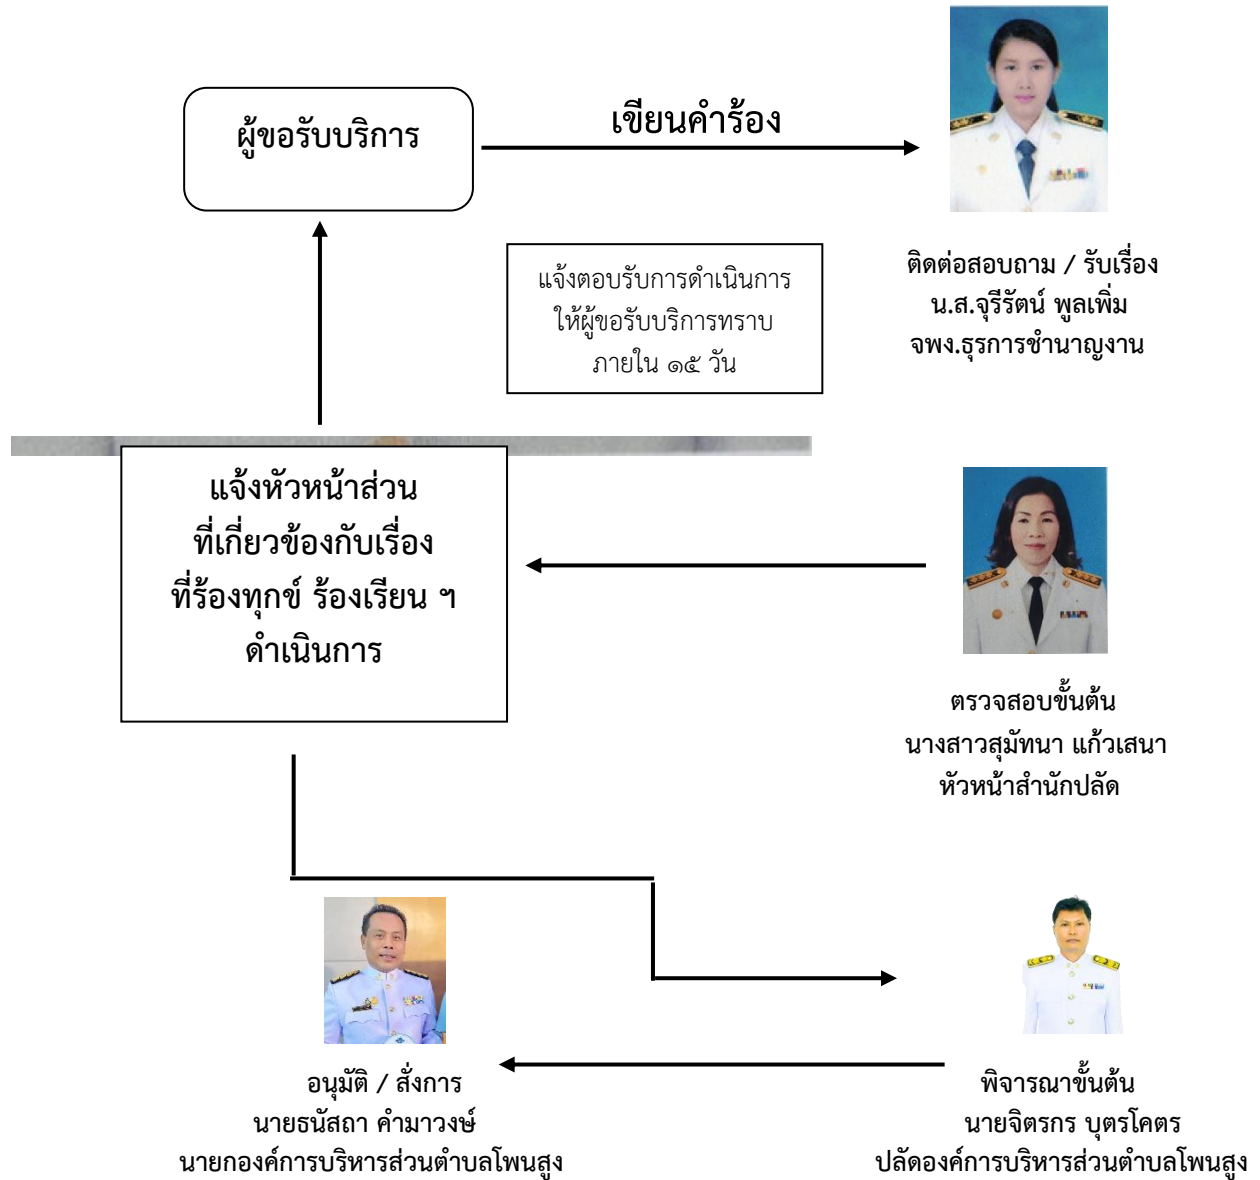 ผู้ขอรับบริการ
เขียนคำร้อง
ติดต่อสอบถาม / รับเรื่อง
น.ส.จุรีรัตน์ พูลเพิ่ม
จพง.ธุรการชำนาญงาน
แจ้งตอบรับการดำเนินการ
ให้ผู้ขอรับบริการทราบ
ภายใน ๑๕ วัน
แจ้งหัวหน้าส่วน
ที่เกี่ยวข้องกับเรื่อง
ที่ร้องทุกข์ ร้องเรียน ฯ
ดำเนินการ
ตรวจสอบขั้นต้น
นางสาวสุมัทนา แก้วเสนา
หัวหน้าสำนักปลัด
อนุมัติ / สั่งการ
นายธนัสถา คำมาวงษ์
นายกองค์การบริหารส่วนตำบลโพนสูง
พิจารณาขั้นต้น
นายจิตรกร บุตรโคตร
ปลัดองค์การบริหารส่วนตำบลโพนสูง